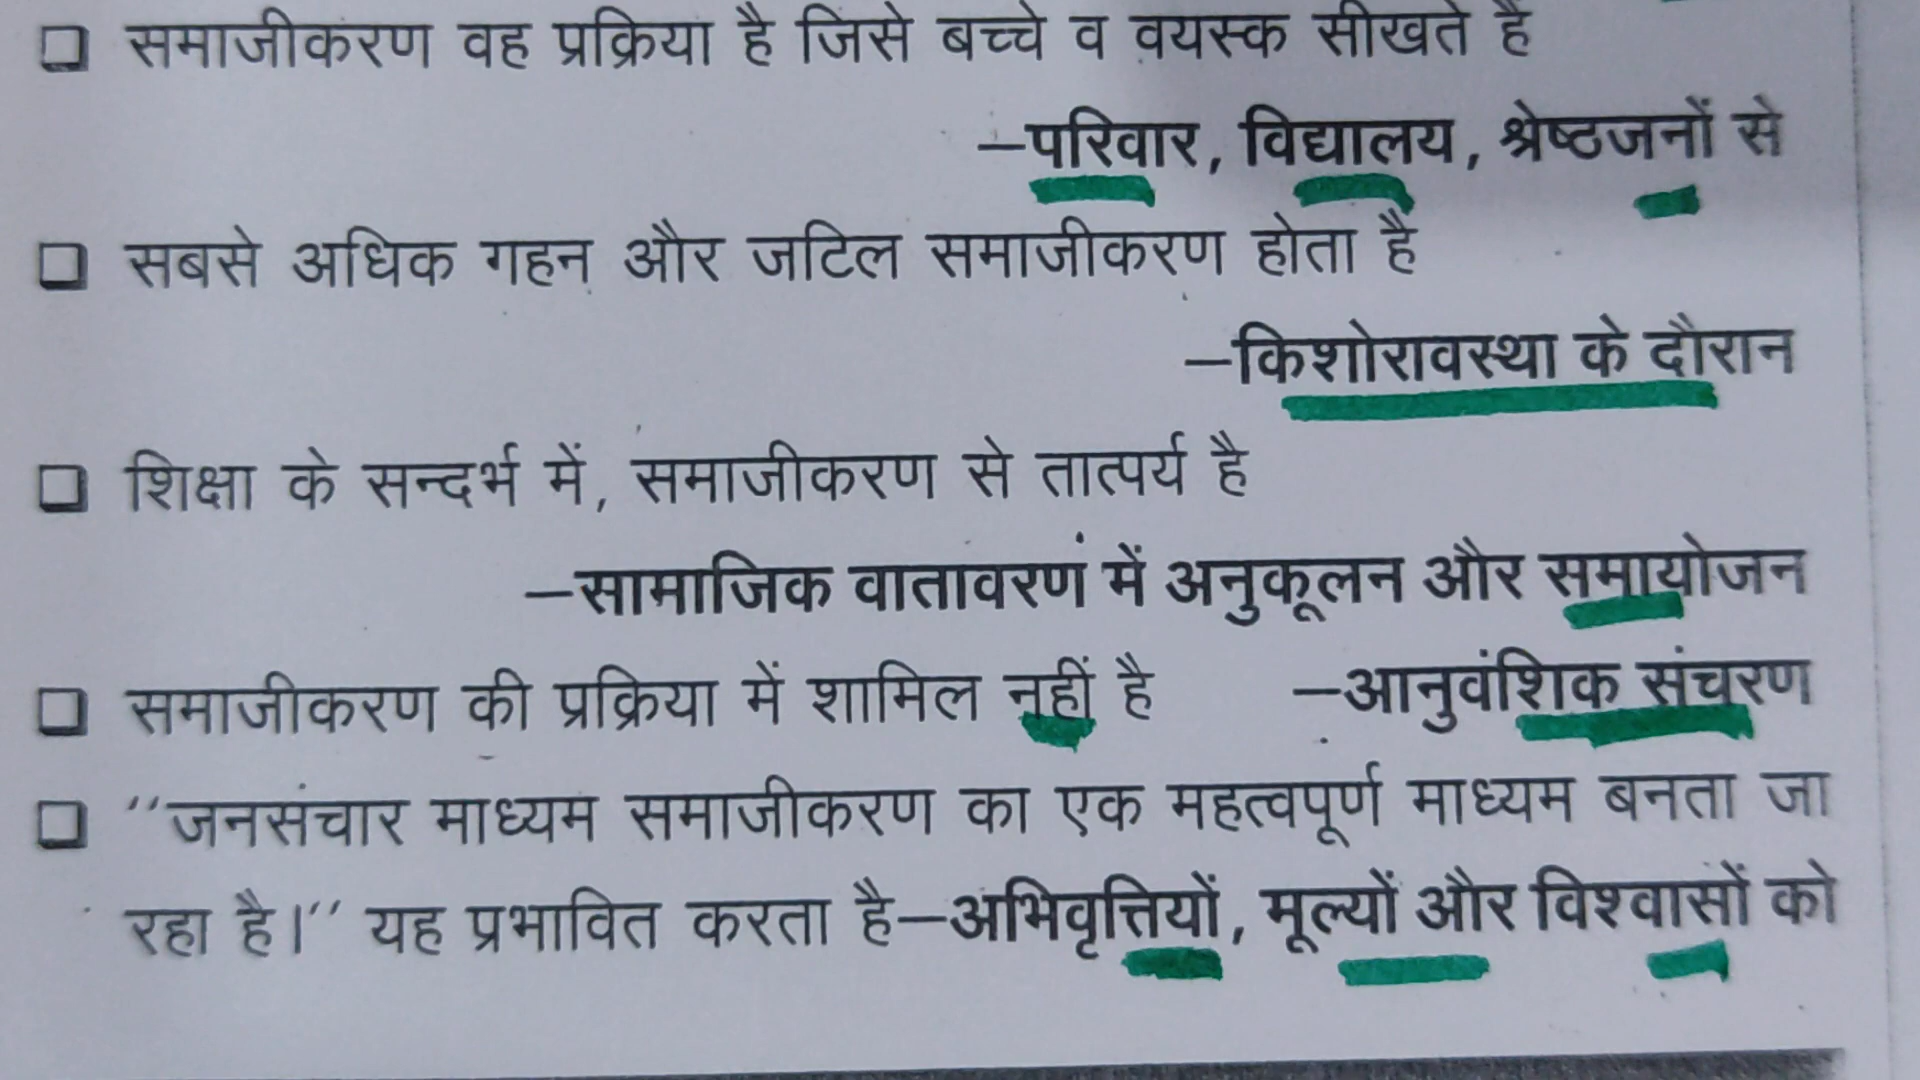 ❑ समाजीकरण वह प्रक्रिया है जिसे बच्चे व वयस्क सीखते हैं
—परिवार, विद्यालय, श्रेष्ठजनों से
❑ सबसे अधिक गहन और जटिल समाजीकरण होता है
—किशोरावस्था के दौरान
❑ शिक्षा के सन्दर्भ में, समाजीकरण से तात्पर्य है
—सामाजिक वातावरण में अनुकूलन और समायोजन
❑ समाजीकरण की प्रक्रिया में शामिल नहीं है —आनुवंशिक संचरण
❑ ‘‘जनसंचार माध्यम समाजीकरण का एक महत्वपूर्ण माध्यम बनता जा
रहा है।’’ यह प्रभावित करता है—अभिवृत्तियों, मूल्यों और विश्वासों को